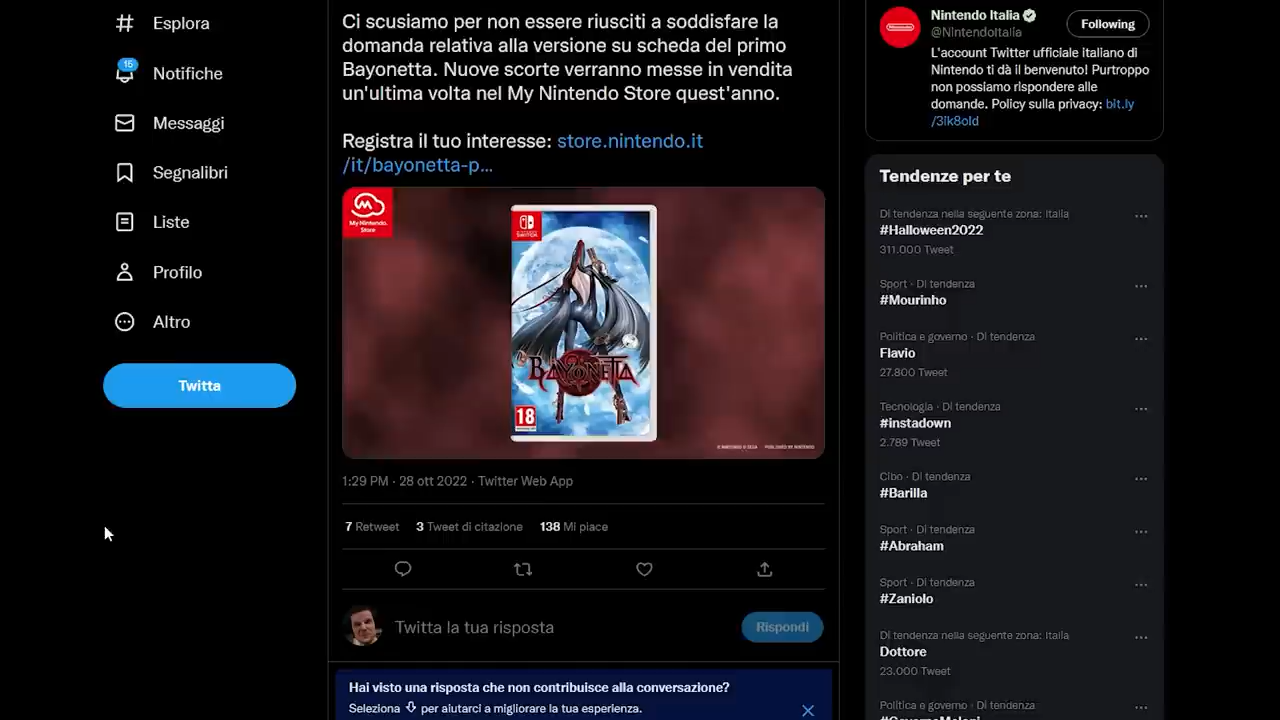 Esplora
15
Notifiche
Messaggi
Segnalibri
Liste
Profilo
Altro
Twitta
Ci scusiamo per non essere riusciti a soddisfare la
domanda relativa alla versione su scheda del primo
Bayonetta. Nuove scorte verranno messe in vendita
un'ultima volta nel My Nintendo Store quest'anno.
Registra il tuo interesse: store.nintendo.it
/it/bayonetta-p...
My Nintendo
Store
NINTENDO
SWITCH
BAYONETTA
18
© NINTENDO © SEGA PUBLISHED BY NINTENDO
1:29 PM · 28 ott 2022 · Twitter Web App
7 Retweet 3 Tweet di citazione 138 Mi piace
Twitta la tua risposta
Rispondi
Hai visto una risposta che non contribuisce alla conversazione?
Seleziona per aiutarci a migliorare la tua esperienza.
Nintendo Italia
@NintendoItalia
Following
L'account Twitter ufficiale italiano di
Nintendo ti dà il benvenuto! Purtroppo
non possiamo rispondere alle
domande. Policy sulla privacy: bit.ly
/3lk8old
Tendenze per te
Di tendenza nella seguente zona: Italia
#Halloween2022
311.000 Tweet
Sport · Di tendenza
#Mourinho
Politica e governo · Di tendenza
Flavio
27.800 Tweet
Tecnologia · Di tendenza
#instadown
2.789 Tweet
Cibo · Di tendenza
#Barilla
Sport · Di tendenza
#Abraham
Sport · Di tendenza
#Zaniolo
Di tendenza nella seguente zona: Italia
Dottore
23.000 Tweet
Politica e governo · Di tendenza
#GovernoMeloni